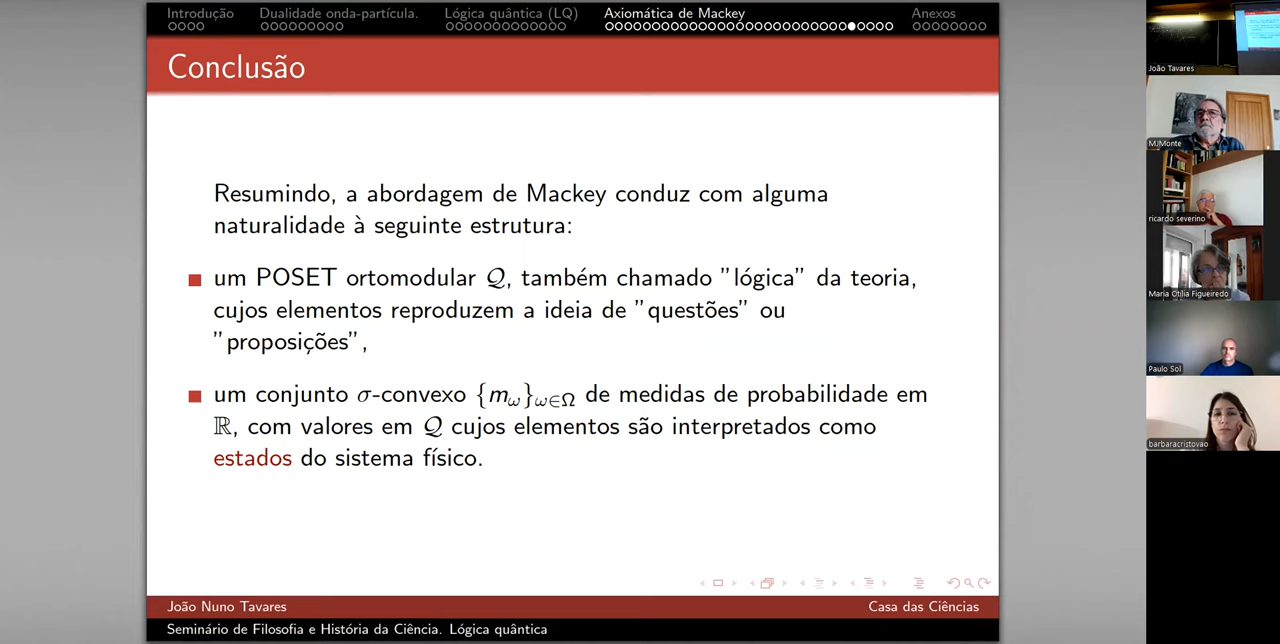 Introdução Dualidade onda-partícula. Lógica quântica (LQ) Axiomática de Mackey Anexos
Conclusão
Resumindo, a abordagem de Mackey conduz com alguma
naturalidade à seguinte estrutura:
um POSET ortomodular 𝒬, também chamado ”lógica” da teoria,
cujos elementos reproduzem a ideia de ”questões” ou
”proposições”,
um conjunto σ-convexo {m_ω}_ω∈Ω de medidas de probabilidade em
ℝ, com valores em 𝒬 cujos elementos são interpretados como
estados do sistema físico.
João Nuno Tavares Casa das Ciências
Seminário de Filosofia e História da Ciência. Lógica quântica
João Tavares
MJMonte
ricardo severino
Maria Otília Figueiredo
Paulo Sol
barbaracristovao